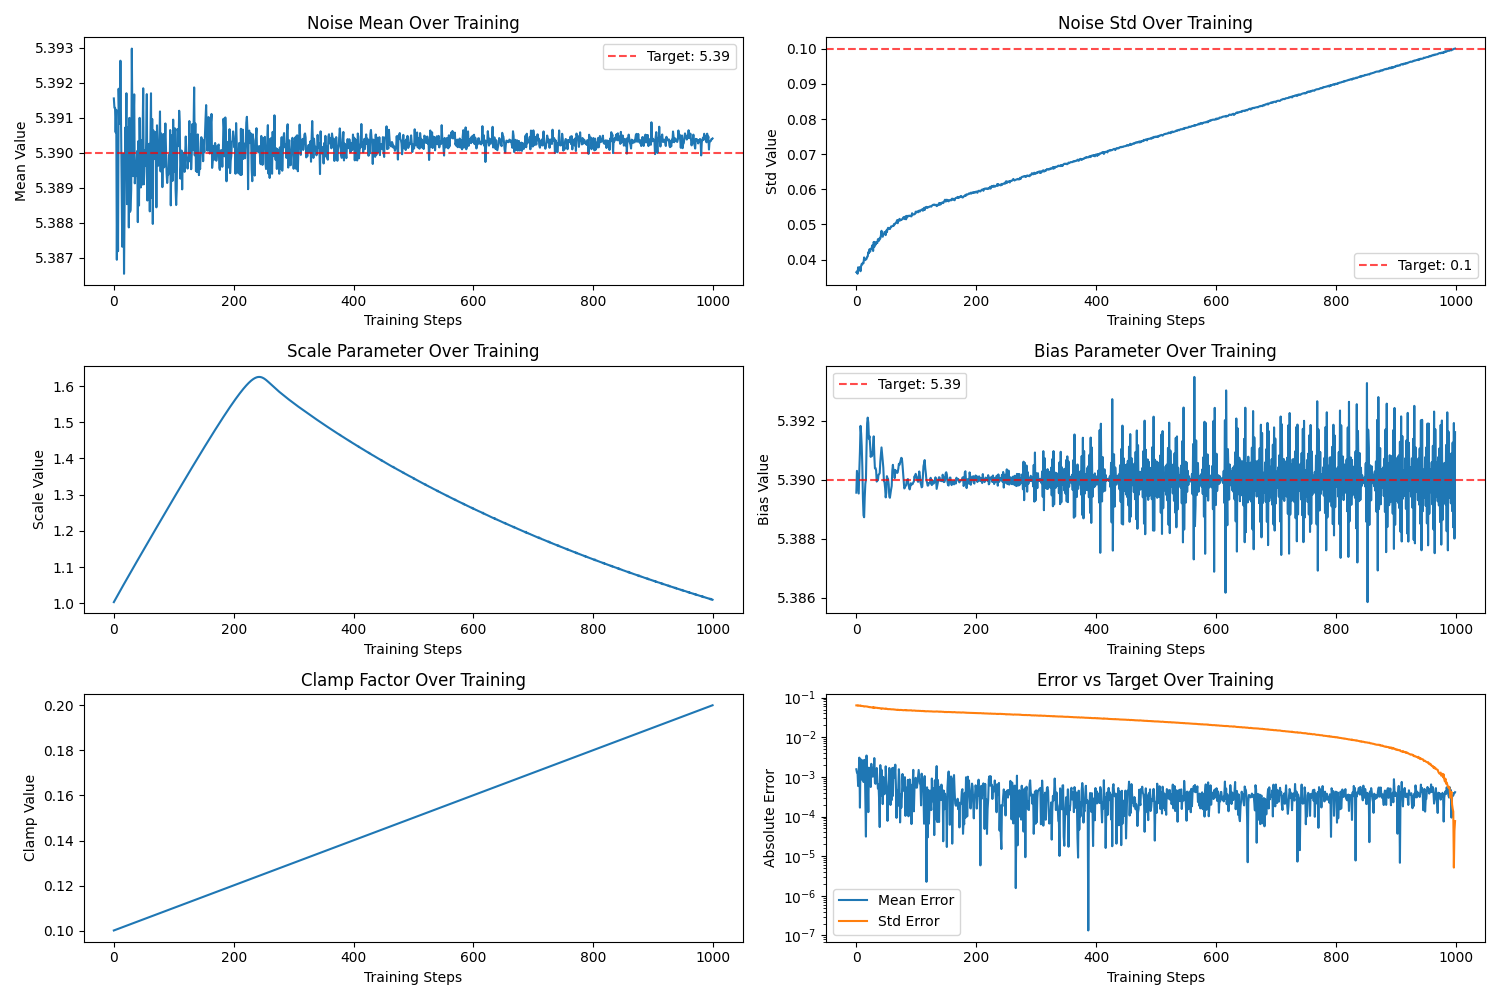 Noise Mean Over Training
Mean Value
5.393
5.392
5.391
5.390
5.389
5.388
5.387
Target: 5.39
0 200 400 600 800 1000
Training Steps
Noise Std Over Training
Std Value
0.10
0.09
0.08
0.07
0.06
0.05
0.04
Target: 0.1
0 200 400 600 800 1000
Training Steps
Scale Parameter Over Training
Scale Value
1.6
1.5
1.4
1.3
1.2
1.1
1.0
0 200 400 600 800 1000
Training Steps
Bias Parameter Over Training
Bias Value
Target: 5.39
5.392
5.390
5.388
5.386
0 200 400 600 800 1000
Training Steps
Clamp Factor Over Training
Clamp Value
0.20
0.18
0.16
0.14
0.12
0.10
0 200 400 600 800 1000
Training Steps
Error vs Target Over Training
Absolute Error
10⁻¹
10⁻²
10⁻³
10⁻⁴
10⁻⁵
10⁻⁶
10⁻⁷
Mean Error
Std Error
0 200 400 600 800 1000
Training Steps